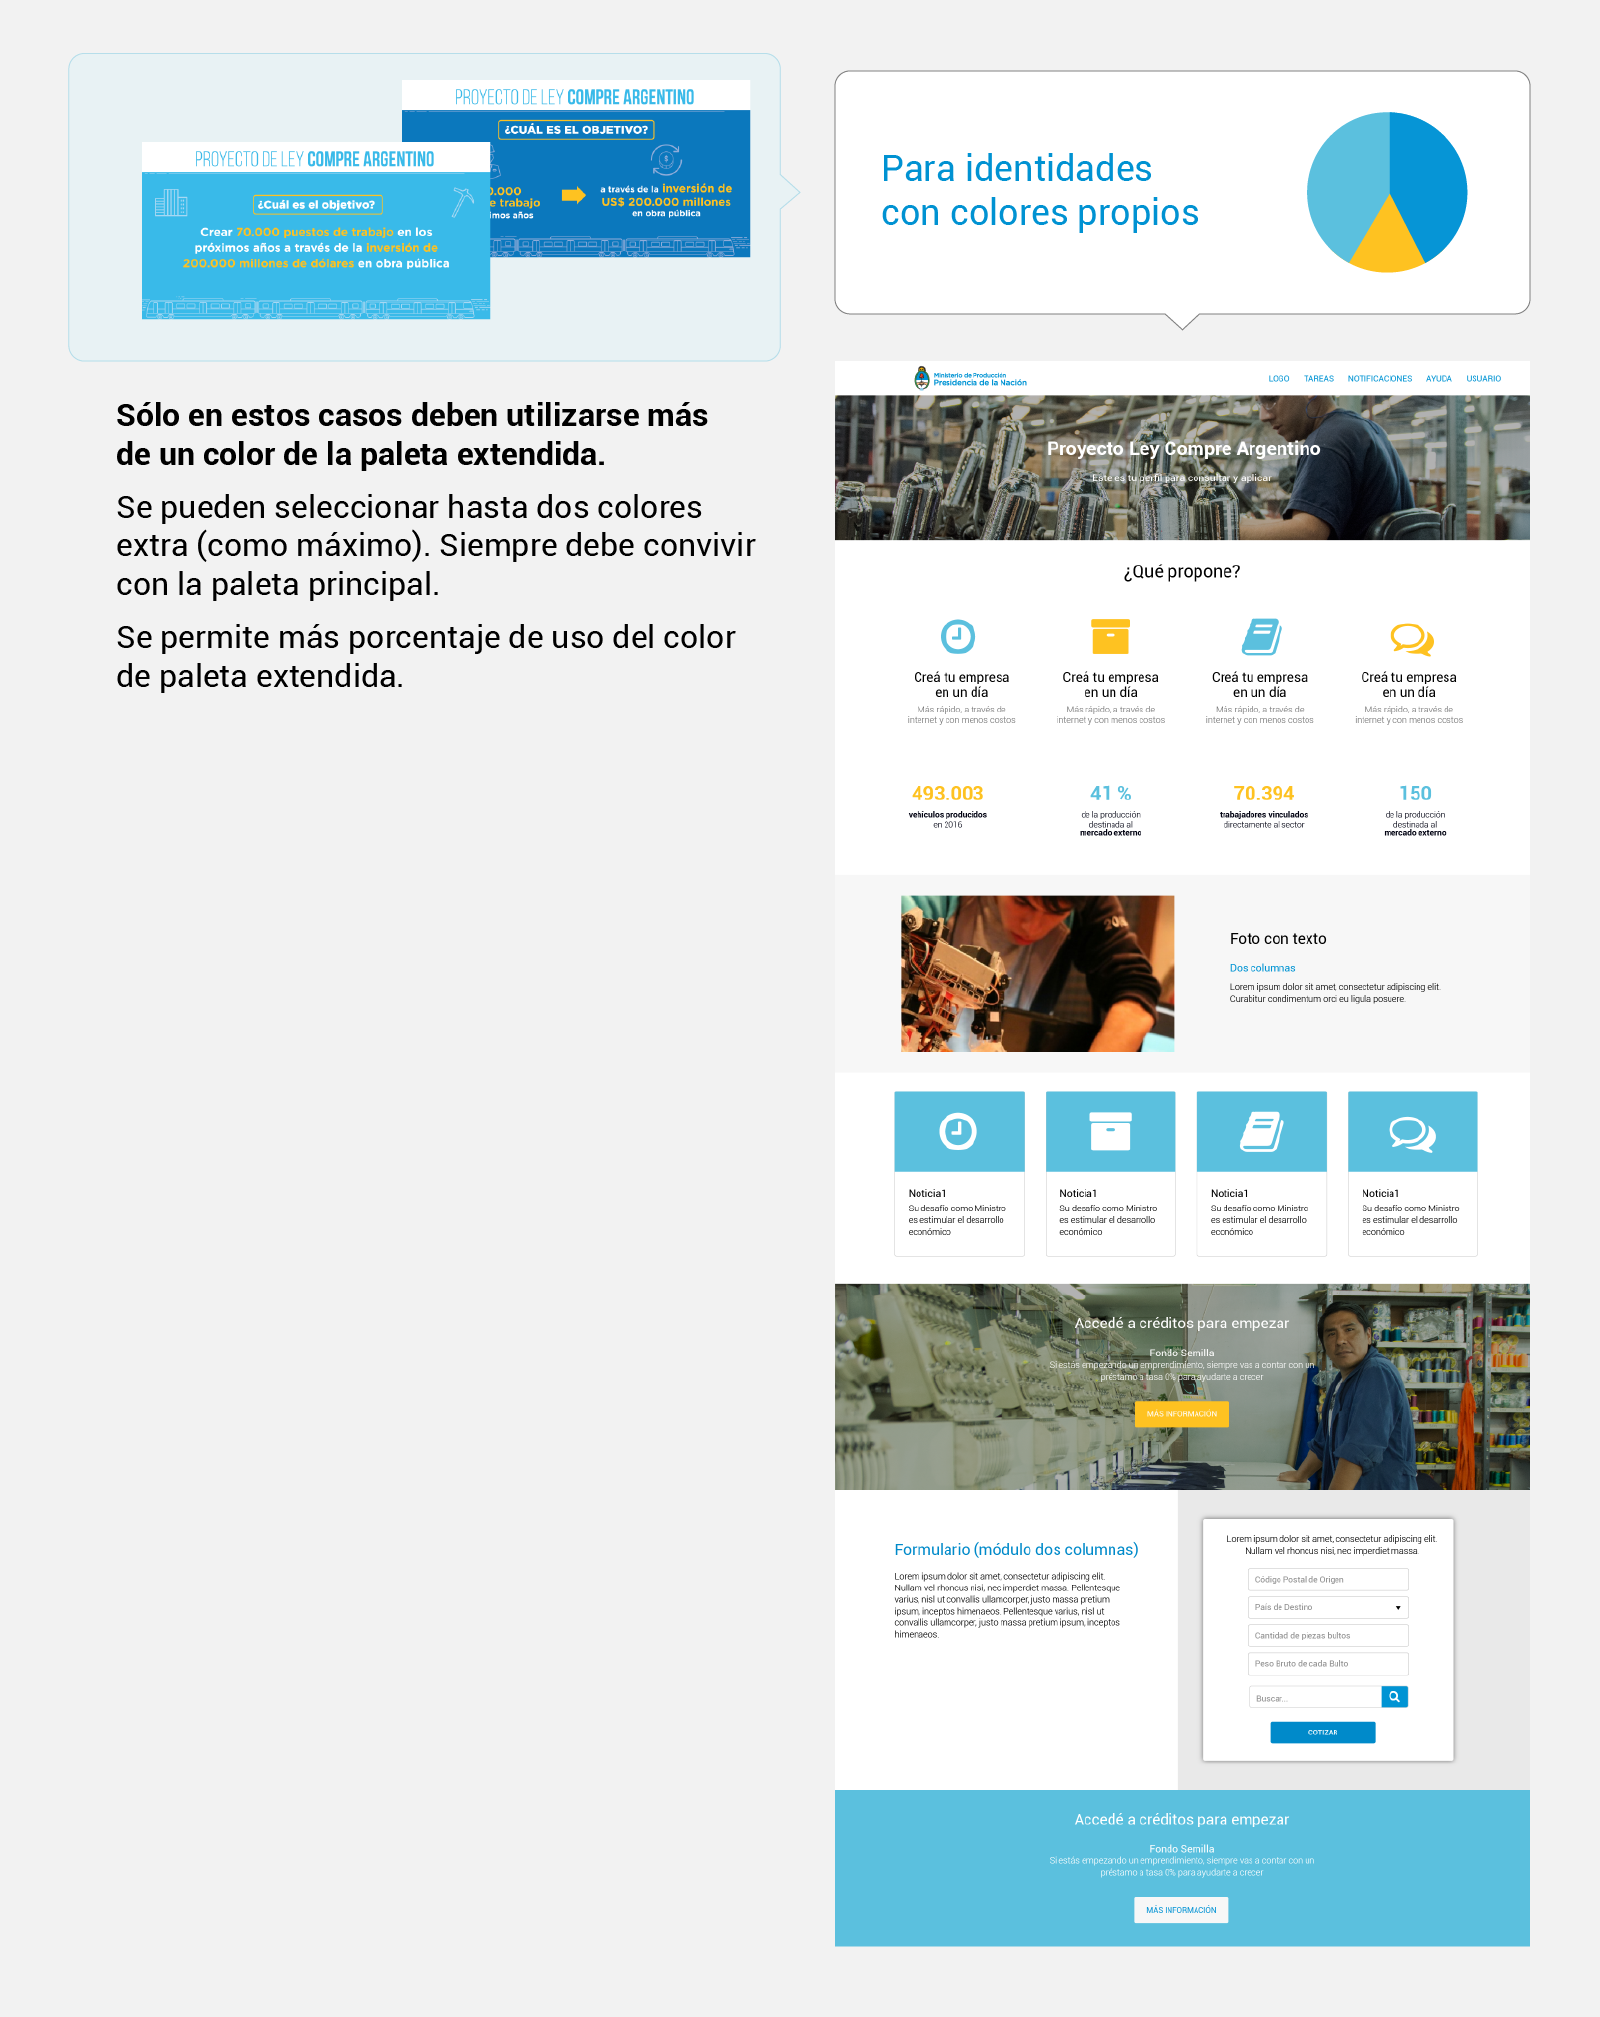 PROYECTO DE LEY COMPRE ARGENTINO
¿CUÁL ES EL OBJETIVO?
0.000
e trabajo
imos años
a través de la inversión de
US$ 200.000 millones
en obra pública
PROYECTO DE LEY COMPRE ARGENTINO
¿Cuál es el objetivo?
Crear 70.000 puestos de trabajo en los
próximos años a través de la inversión de
200.000 millones de dólares en obra pública
Sólo en estos casos deben utilizarse más
de un color de la paleta extendida.
Se pueden seleccionar hasta dos colores
extra (como máximo). Siempre debe convivir
con la paleta principal.
Se permite más porcentaje de uso del color
de paleta extendida.
Para identidades
con colores propios
Ministerio de Producción
Presidencia de la Nación
LOGO TAREAS NOTIFICACIONES AYUDA USUARIO
Proyecto Ley Compre Argentino
Este es tu perfil para consultar y aplicar
¿Qué propone?
Creá tu empresa
en un día
Más rápido, a través de
internet y con menos costos
Creá tu empresa
en un día
Más rápido, a través de
internet y con menos costos
Creá tu empresa
en un día
Más rápido, a través de
internet y con menos costos
Creá tu empresa
en un día
Más rápido, a través de
internet y con menos costos
493.003
vehículos producidos
en 2016
41 %
de la producción
destinada al
mercado externo
70.394
trabajadores vinculados
directamente al sector
150
de la producción
destinada al
mercado externo
Foto con texto
Dos columnas
Lorem ipsum dolor sit amet, consectetur adipiscing elit.
Curabitur condimentum orci eu ligula posuere.
Noticia1
Su desafío como Ministro
es estimular el desarrollo
económico
Noticia1
Su desafío como Ministro
es estimular el desarrollo
económico
Noticia1
Su desafío como Ministro
es estimular el desarrollo
económico
Noticia1
Su desafío como Ministro
es estimular el desarrollo
económico
Accedé a créditos para empezar
Fondo Semilla
Si estás empezando un emprendimiento, siempre vas a contar con un
préstamo a tasa 0% para ayudarte a crecer
MÁS INFORMACIÓN
Formulario (módulo dos columnas)
Lorem ipsum dolor sit amet, consectetur adipiscing elit.
Nullam vel rhoncus nisi, nec imperdiet massa. Pellentesque
varius, nisl ut convallis ullamcorper, justo massa pretium
ipsum, inceptos himenaeos. Pellentesque varius, nisl ut
convallis ullamcorper, justo massa pretium ipsum, inceptos
himenaeos.
Lorem ipsum dolor sit amet, consectetur adipiscing elit.
Nullam vel rhoncus nisi, nec imperdiet massa.
Código Postal de Origen
País de Destino
Cantidad de piezas bultos
Peso Bruto de cada Bulto
Buscar...
COTIZAR
Accedé a créditos para empezar
Fondo Semilla
Si estás empezando un emprendimiento, siempre vas a contar con un
préstamo a tasa 0% para ayudarte a crecer
MÁS INFORMACIÓN